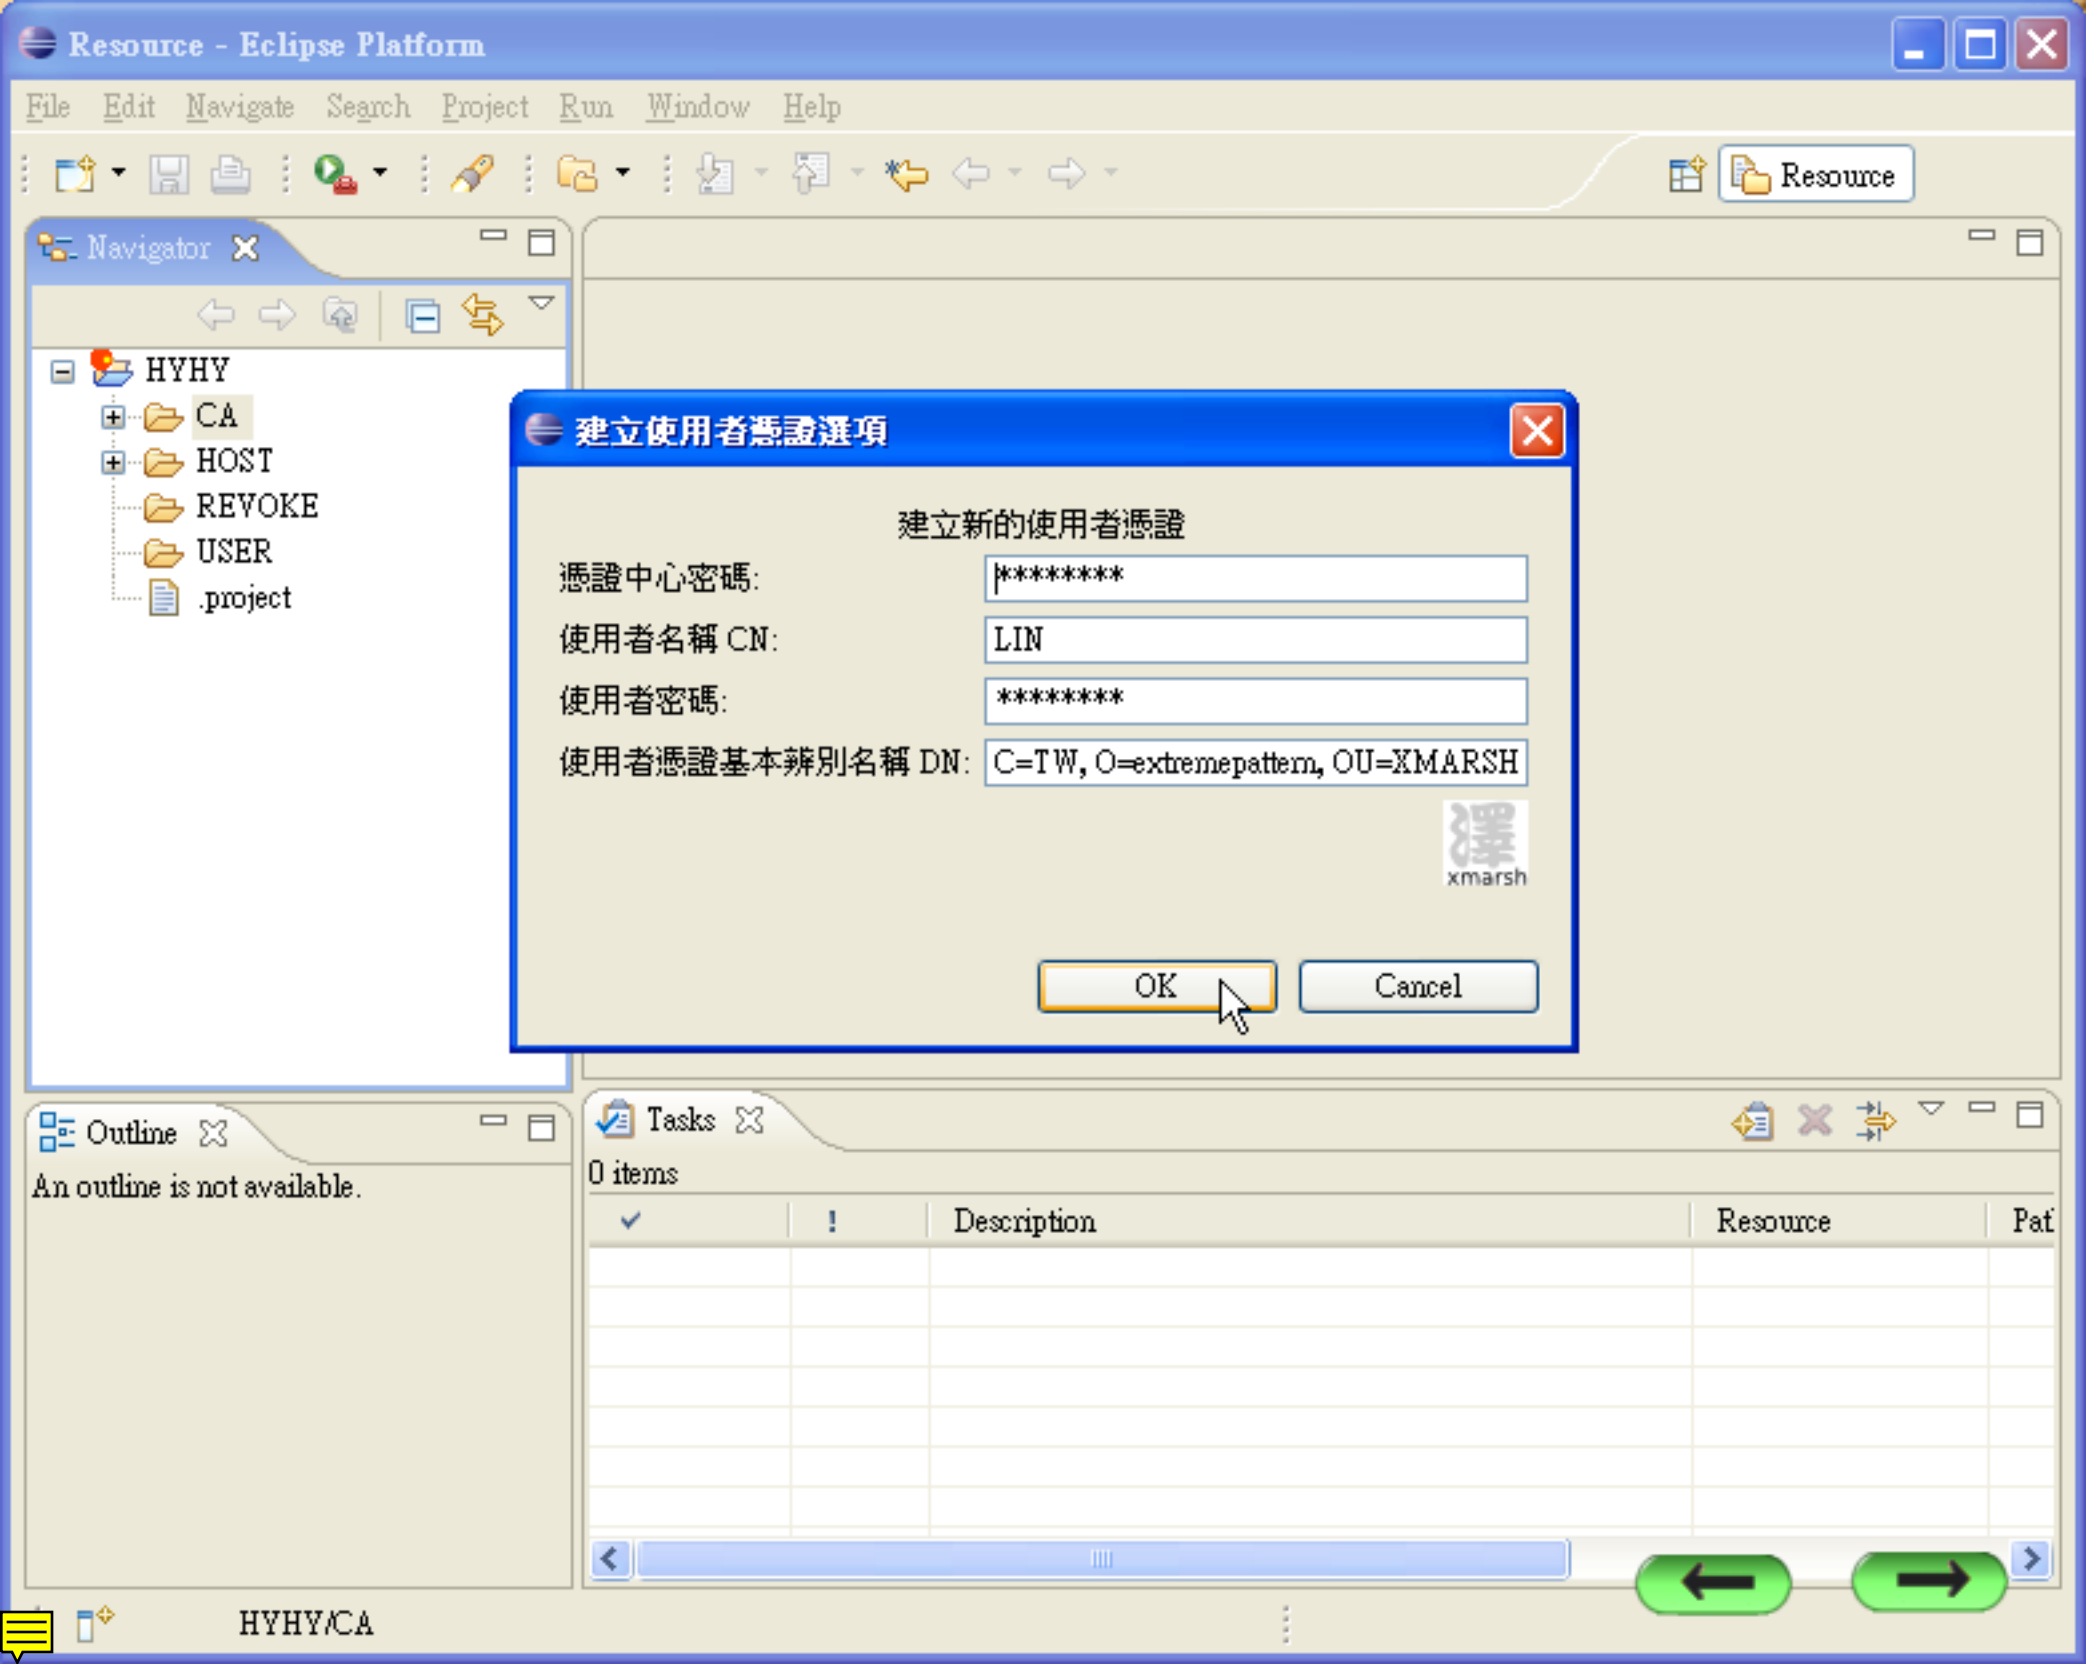 Resource - Eclipse Platform
File Edit Navigate Search Project Run Window Help
Resource
Navigator
HYHY
CA
HOST
REVOKE
USER
.project
建立使用者憑證選項
建立新的使用者憑證
憑證中心密碼: ********
使用者名稱 CN: LIN
使用者密碼: ********
使用者憑證基本辨別名稱 DN: C=TW, O=extremepattern, OU=XMARSH
澤
xmarsh
OK Cancel
Outline
An outline is not available.
Tasks
0 items
! Description Resource Pat
HYHY/CA